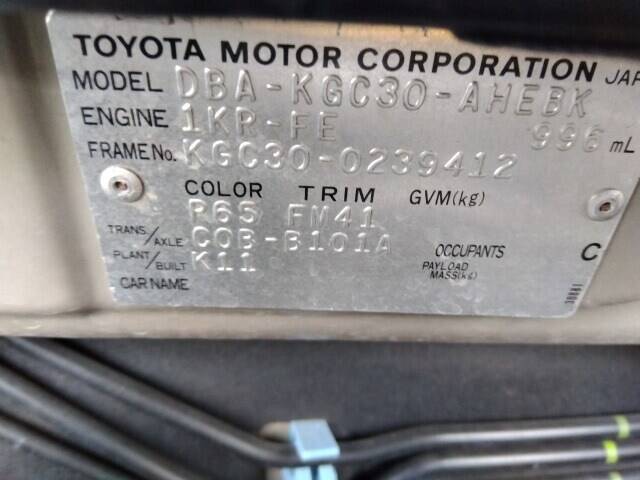 TOYOTA MOTOR CORPORATION JAP
MODEL DBA-KGC30-AHEBK
ENGINE 1KR-FE 996 mL
FRAME No. KGC30-0239412
COLOR TRIM GVM(kg)
R65 FM41
TRANS./AXLE C0B-B101A OCCUPANTS C
PLANT/BUILT K11 PAYLOAD MASS(kg)
CAR NAME